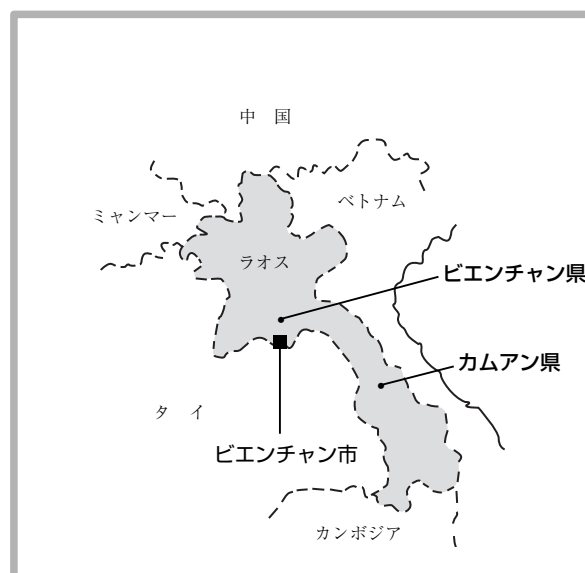 中　国
ミャンマー
ベトナム
ラオス
ビエンチャン県
カムアン県
タ　イ
ビエンチャン市
カンボジア